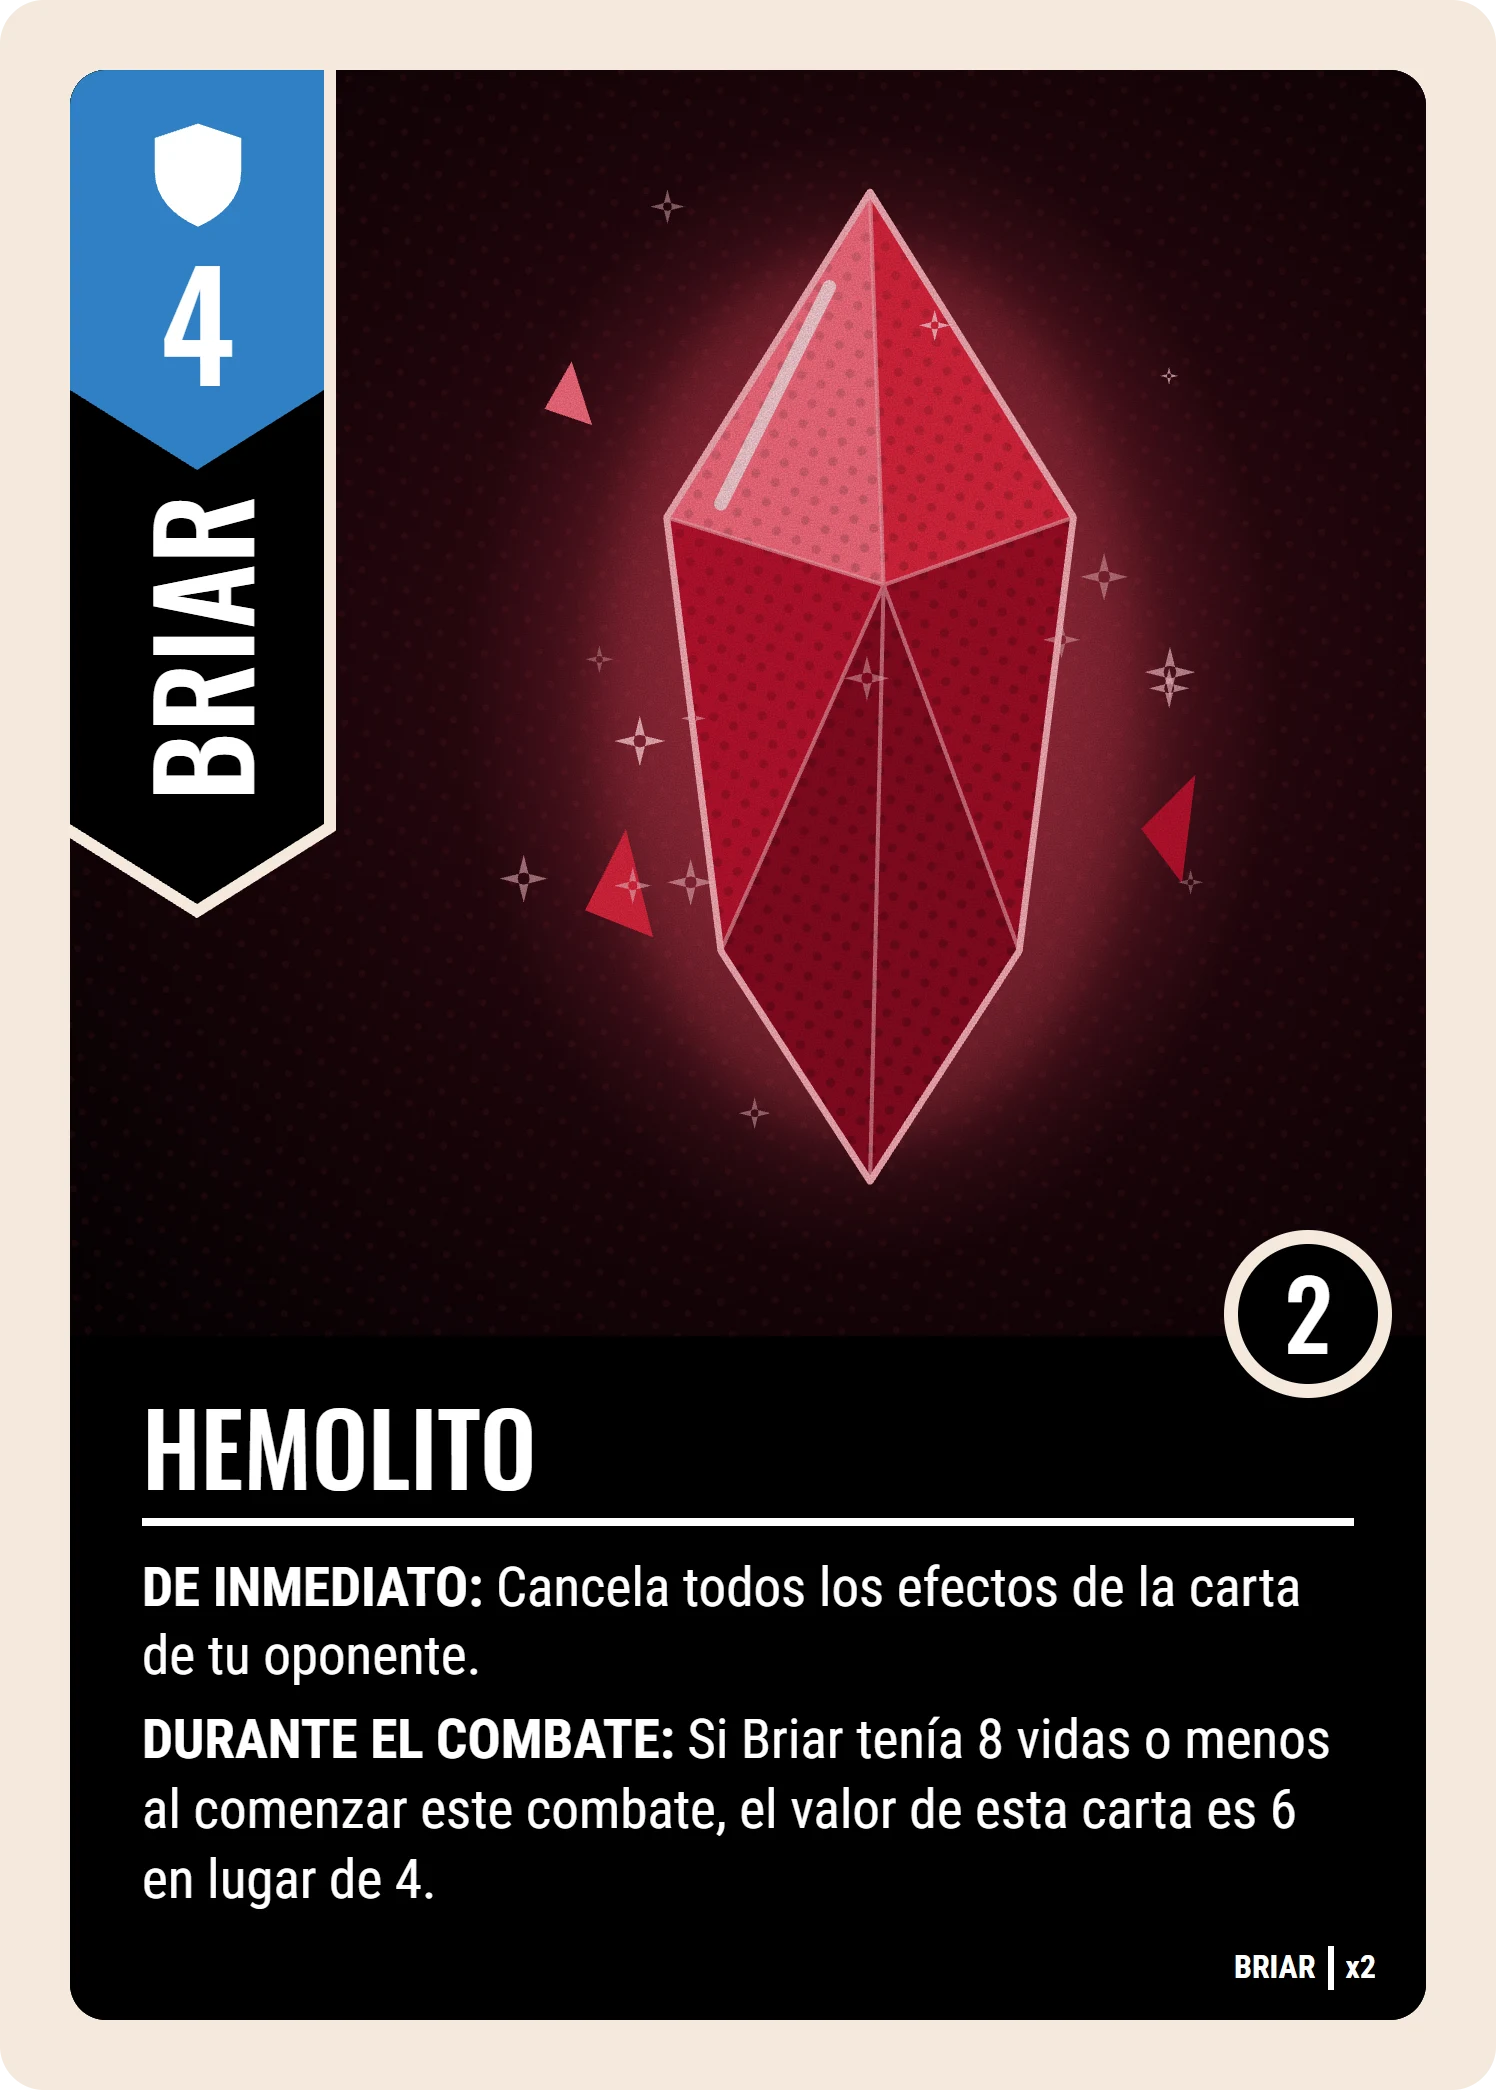 4
BRIAR
2
HEMOLITO
DE INMEDIATO: Cancela todos los efectos de la carta
de tu oponente.
DURANTE EL COMBATE: Si Briar tenía 8 vidas o menos
al comenzar este combate, el valor de esta carta es 6
en lugar de 4.
BRIAR | x2